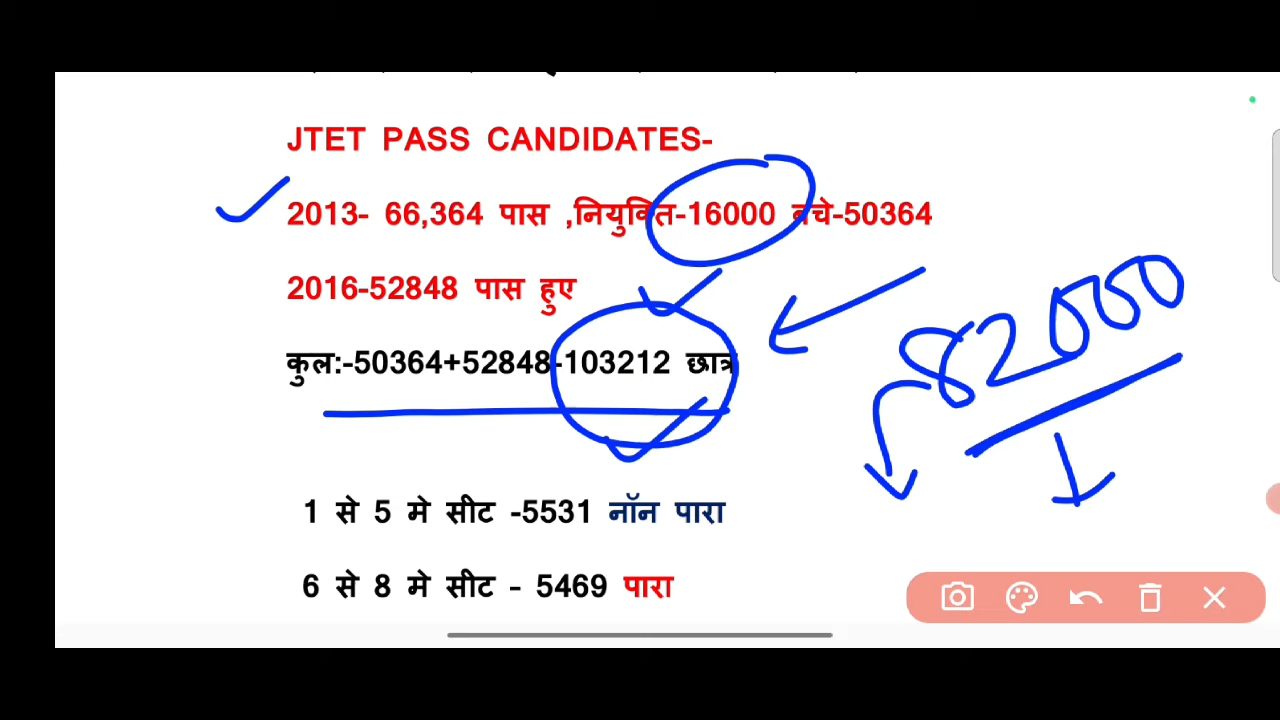 JTET PASS CANDIDATES-
2013- 66,364 पास ,नियुक्ति-16000 बचे-50364
2016-52848 पास हुए
कुल:-50364+52848-103212 छात्र
82000
1 से 5 मे सीट -5531 नॉन पारा
6 से 8 मे सीट - 5469 पारा